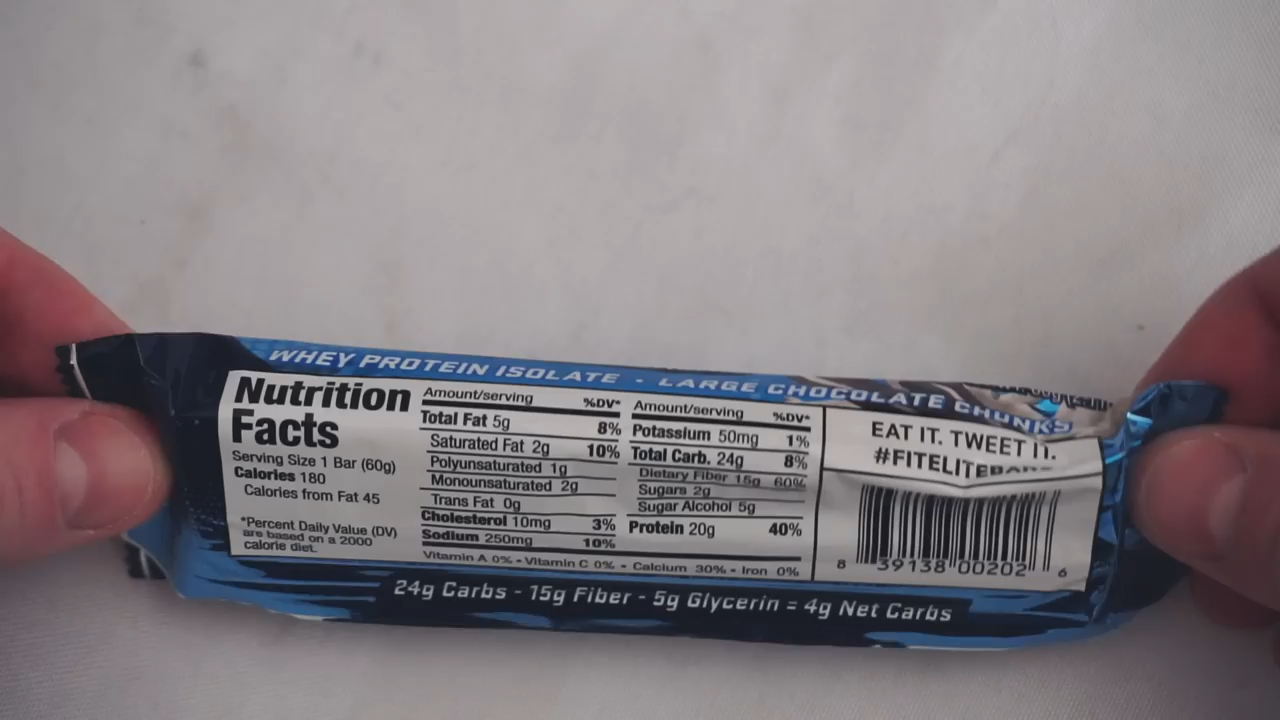 WHEY PROTEIN ISOLATE - LARGE CHOCOLATE CHUNKS
Nutrition
Facts
Serving Size 1 Bar (60g)
Calories 180
Calories from Fat 45
*Percent Daily Value (DV)
are based on a 2000
calorie diet.
Amount/serving %DV*
Total Fat 5g 8%
Saturated Fat 2g 10%
Polyunsaturated 1g
Monounsaturated 2g
Trans Fat 0g
Cholesterol 10mg 3%
Sodium 250mg 10%
Amount/serving %DV*
Potassium 50mg 1%
Total Carb. 24g 8%
Dietary Fiber 15g 60%
Sugars 2g
Sugar Alcohol 5g
Protein 20g 40%
Vitamin A 0% • Vitamin C 0% • Calcium 30% • Iron 0%
EAT IT. TWEET IT.
#FITELITEBARS
8 39138 00202 6
24g Carbs - 15g Fiber - 5g Glycerin = 4g Net Carbs